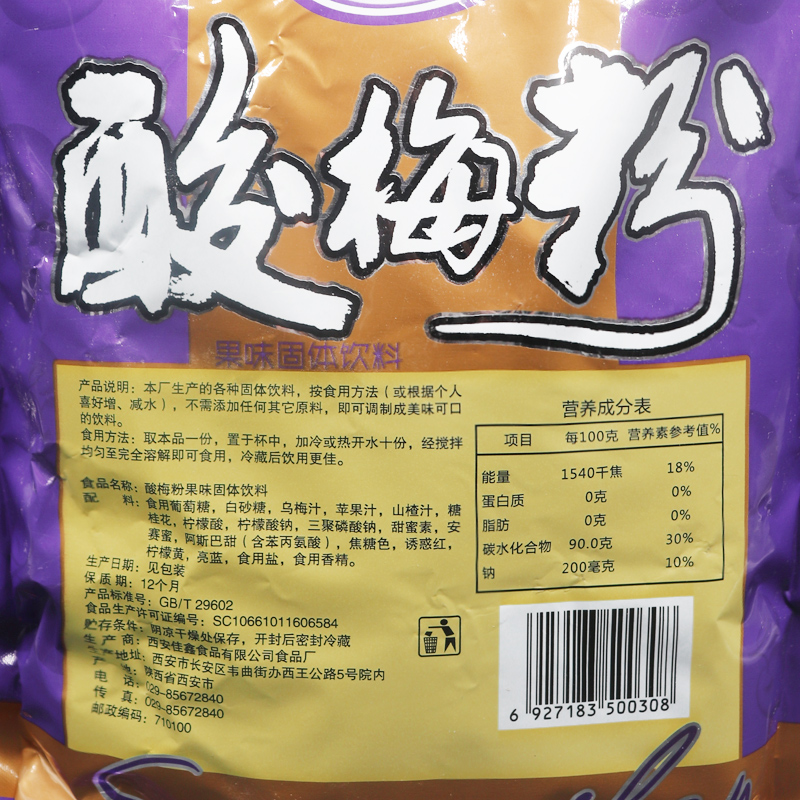 酸梅粉
果味固体饮料
产品说明：本厂生产的各种固体饮料，按食用方法（或根据个人
喜好增、减水），不需添加任何其它原料，即可调制成美味可口
的饮料。
食用方法：取本品一份，置于杯中，加冷或热开水十份，经搅拌
均匀至完全溶解即可食用，冷藏后饮用更佳。
食品名称：酸梅粉果味固体饮料
配 料：食用葡萄糖，白砂糖，乌梅汁，苹果汁，山楂汁，糖
桂花，柠檬酸，柠檬酸钠，三聚磷酸钠，甜蜜素，安
赛蜜，阿斯巴甜（含苯丙氨酸），焦糖色，诱惑红，
柠檬黄，亮蓝，食用盐，食用香精。
生产日期：见包装
保 质 期：12个月
产品标准号：GB/T 29602
食品生产许可证编号：SC10661011606584
贮存条件：阴凉干燥处保存，开封后密封冷藏
生 产 商：西安佳鑫食品有限公司食品厂
生产地址：西安市长安区韦曲街办西王公路5号院内
产 地：陕西省西安市
电 话：029-85672840
传 真：029-85672840
邮政编码：710100
营养成分表
项目 每100克 营养素参考值%
能量 1540千焦 18%
蛋白质 0克 0%
脂肪 0克 0%
碳水化合物 90.0克 30%
钠 200毫克 10%
6 927183 500308